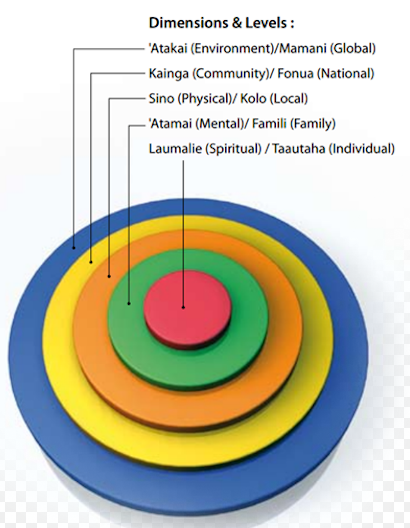 Dimensions & Levels :
'Atakai (Environment)/Mamani (Global)
Kainga (Community)/ Fonua (National)
Sino (Physical)/ Kolo (Local)
'Atamai (Mental)/ Famili (Family)
Laumalie (Spiritual) / Taautaha (Individual)